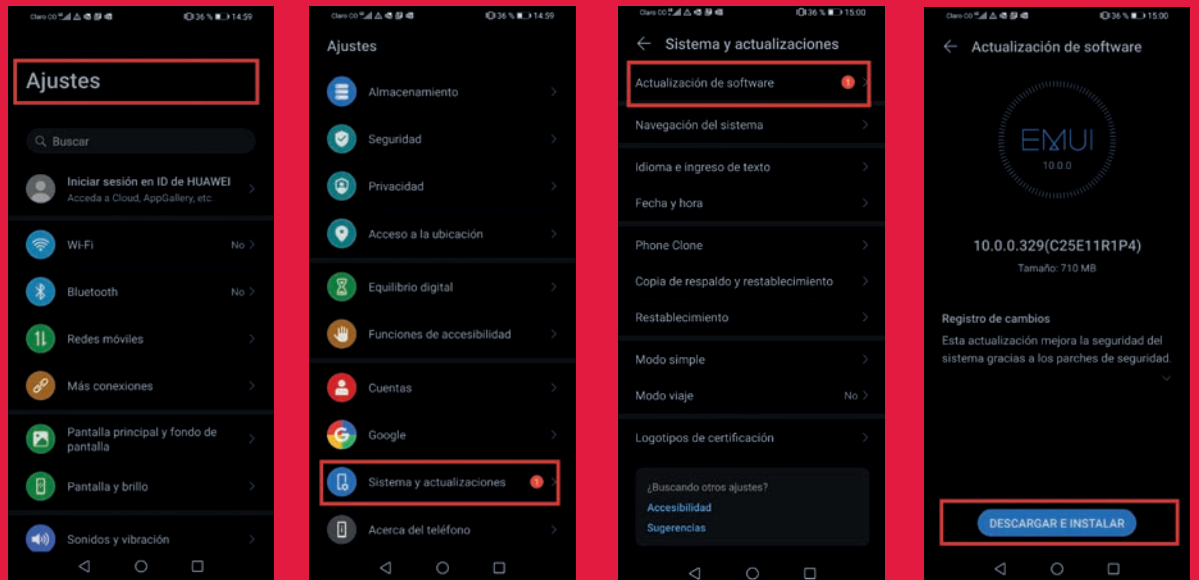 Claro CO 36 % 14:59
Ajustes
Buscar
Iniciar sesión en ID de HUAWEI
Acceda a Cloud, AppGallery, etc.
Wi-Fi No
Bluetooth No
Redes móviles
Más conexiones
Pantalla principal y fondo de
pantalla
Pantalla y brillo
Sonidos y vibración
Claro CO 36 % 14:59
Ajustes
Almacenamiento
Seguridad
Privacidad
Acceso a la ubicación
Equilibrio digital
Funciones de accesibilidad
Cuentas
Google
Sistema y actualizaciones 1
Acerca del teléfono
Claro CO 36 % 15:00
Sistema y actualizaciones
Actualización de software 1
Navegación del sistema
Idioma e ingreso de texto
Fecha y hora
Phone Clone
Copia de respaldo y restablecimiento
Restablecimiento
Modo simple
Modo viaje No
Logotipos de certificación
¿Buscando otros ajustes?
Accesibilidad
Sugerencias
Claro CO 36 % 15:00
Actualización de software
EMUI
10.0.0
10.0.0.329(C25E11R1P4)
Tamaño: 710 MB
Registro de cambios
Esta actualización mejora la seguridad del
sistema gracias a los parches de seguridad.
DESCARGAR E INSTALAR